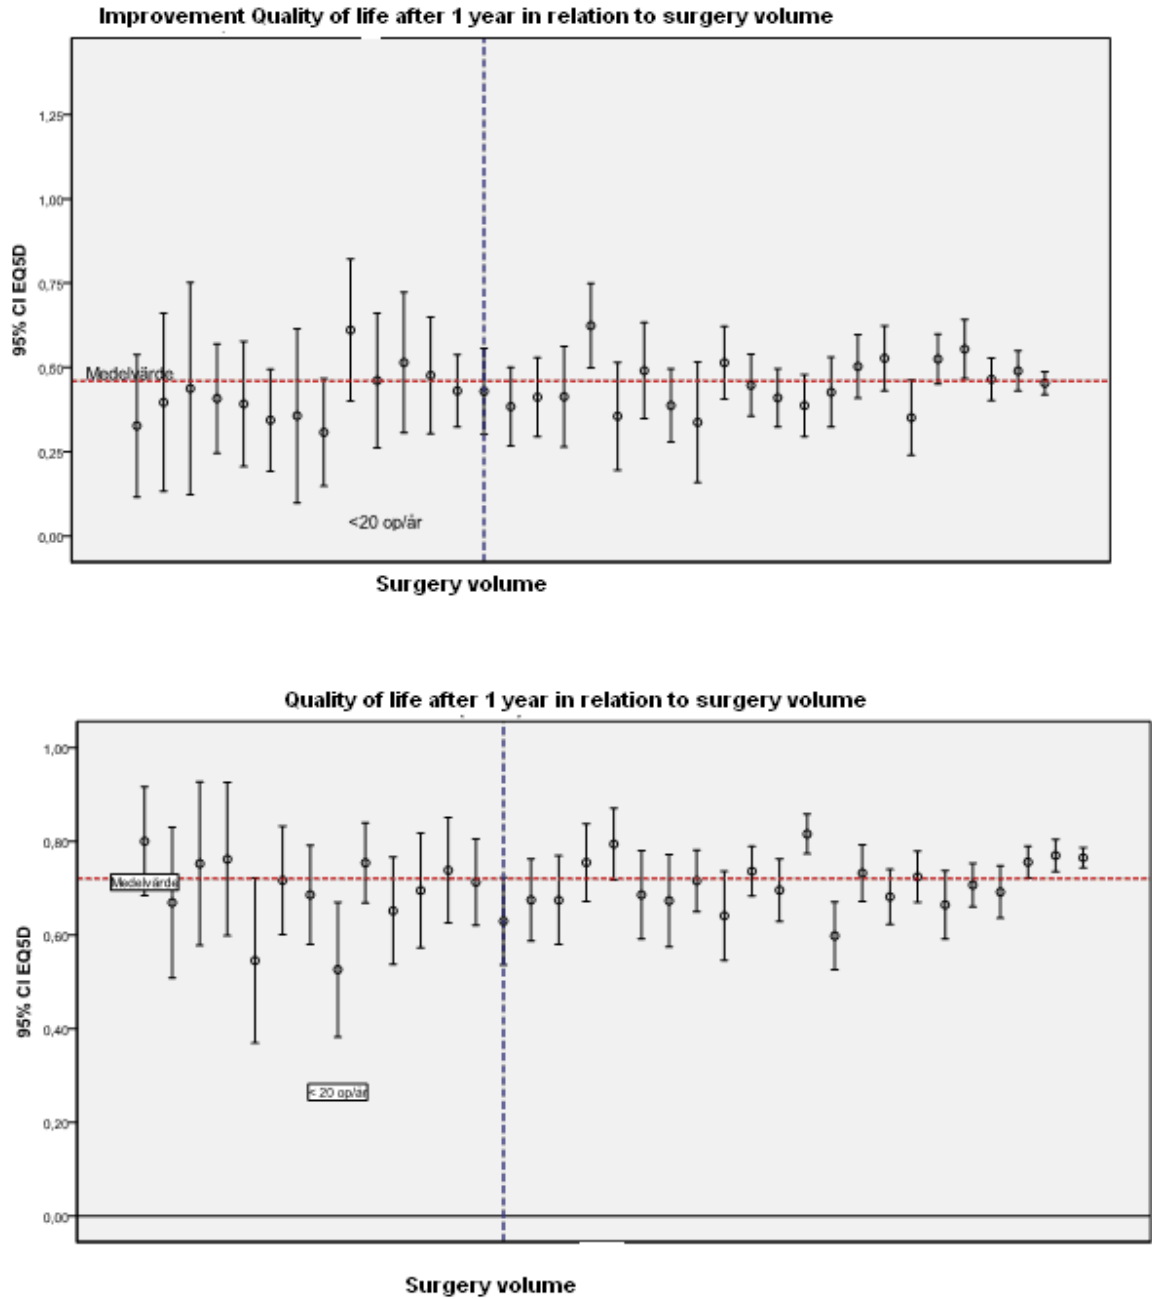 Improvement Quality of life after 1 year in relation to surgery volume
1,25
1,00
0,75
0,50
0,25
0,00
95% CI EQ5D
Medelvärde
<20 op/år
Surgery volume
Quality of life after 1 year in relation to surgery volume
1,00
0,80
0,60
0,40
0,20
0,00
95% CI EQ5D
Medelvärde
< 20 op/år
Surgery volume